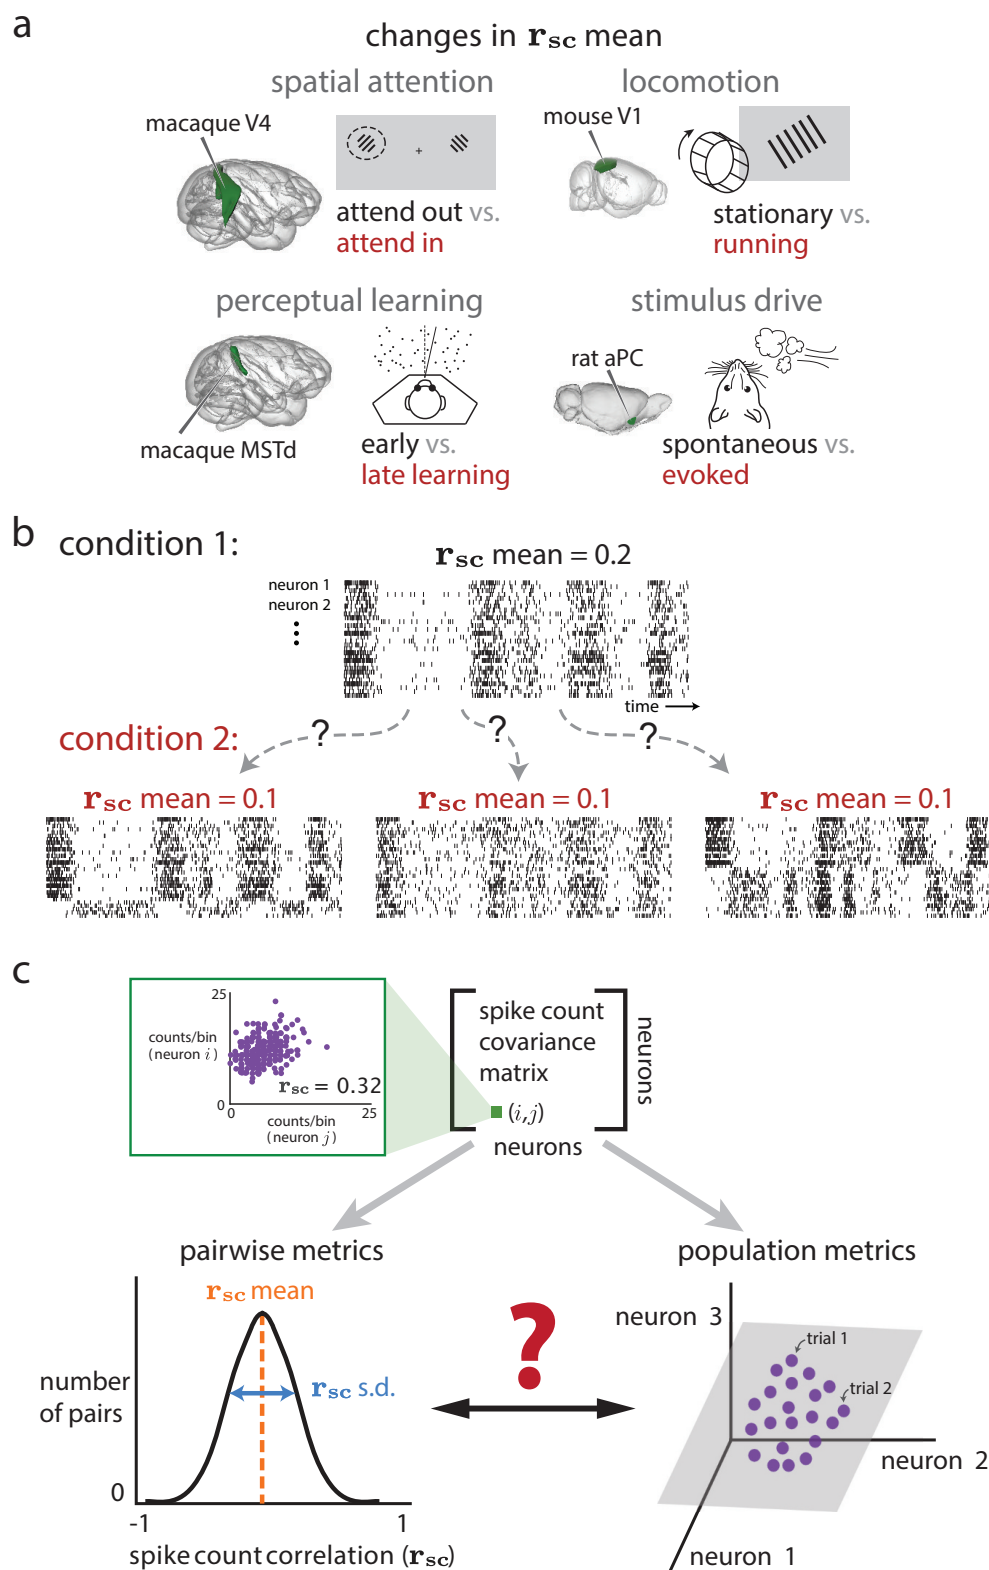 a
changes in rsc mean
spatial attention
locomotion
macaque V4
mouse V1
+
attend out vs.
attend in
stationary vs.
running
perceptual learning
stimulus drive
rat aPC
macaque MSTd
early vs.
late learning
spontaneous vs.
evoked
b
condition 1:
rsc mean = 0.2
neuron 1
neuron 2
time
condition 2:
?
?
?
rsc mean = 0.1
rsc mean = 0.1
rsc mean = 0.1
c
25
counts/bin
(neuron i)
rsc = 0.32
0
0
25
counts/bin
(neuron j)
spike count
covariance
matrix
(i,j)
neurons
neurons
pairwise metrics
population metrics
rsc mean
number
of pairs
rsc s.d.
0
-1
1
spike count correlation (rsc)
?
neuron 3
trial 1
trial 2
neuron 2
neuron 1